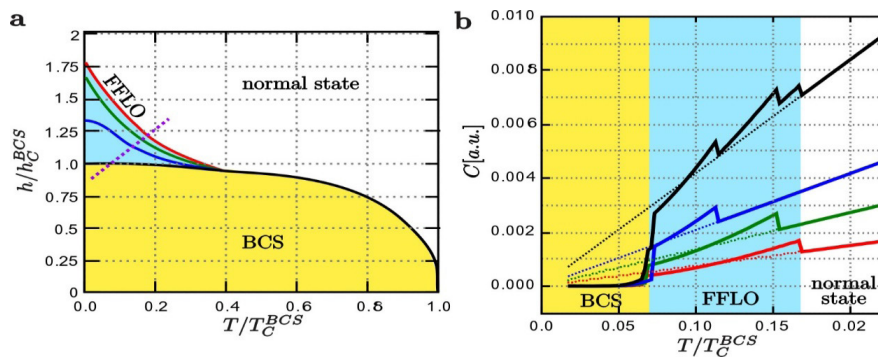 a
2
1.75
1.5
1.25
1.0
0.75
0.5
0.25
0
h/h_C^{BCS}
FFLO
normal state
BCS
0.0
0.2
0.4
0.6
0.8
1.0
T/T_C^{BCS}
b
0.010
0.008
0.006
0.004
0.002
0.000
C[a.u.]
BCS
FFLO
normal
state
0.0
0.05
0.10
0.15
0.02
T/T_C^{BCS}